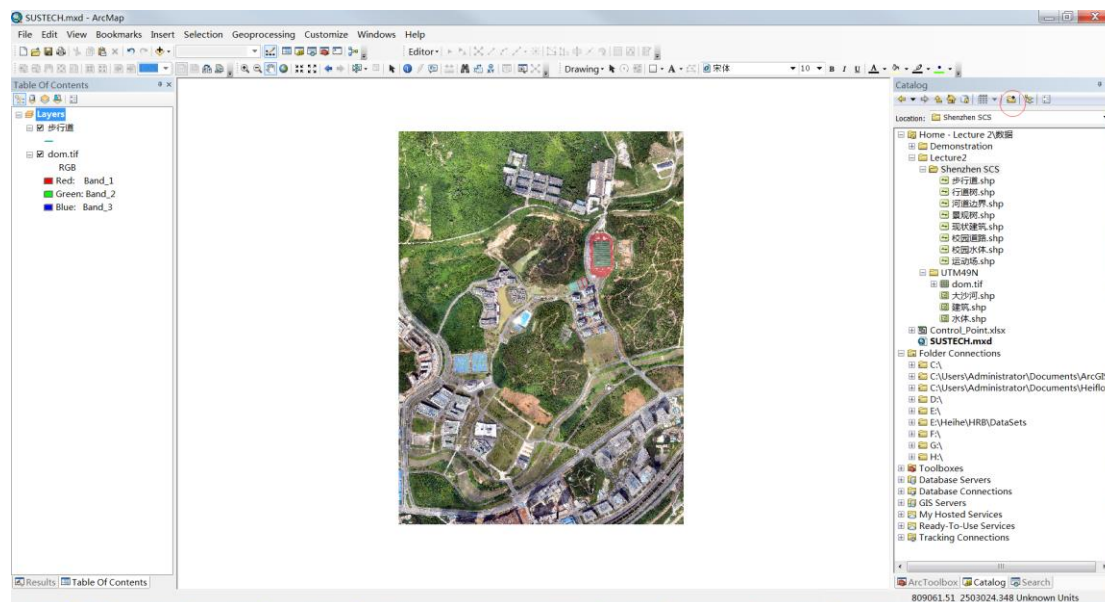 SUSTECH.mxd - ArcMap
File Edit View Bookmarks Insert Selection Geoprocessing Customize Windows Help
Editor
Drawing 宋体 10 B I U A
Table Of Contents
Layers
步行道
dom.tif
RGB
Red: Band_1
Green: Band_2
Blue: Band_3
Results Table Of Contents
Catalog
Location: Shenzhen SCS
Home - Lecture 2\数据
Demonstration
Lecture2
Shenzhen SCS
步行道.shp
行道树.shp
河道边界.shp
景观树.shp
现状建筑.shp
校园道路.shp
校园水体.shp
运动场.shp
UTM49N
dom.tif
大沙河.shp
建筑.shp
水体.shp
Control_Point.xlsx
SUSTECH.mxd
Folder Connections
C:\
C:\Users\Administrator\Documents\ArcGIS
C:\Users\Administrator\Documents\Heiflo
D:\
E:\
E:\Heihe\HRB\DataSets
F:\
G:\
H:\
Toolboxes
Database Servers
Database Connections
GIS Servers
My Hosted Services
Ready-To-Use Services
Tracking Connections
ArcToolbox Catalog Search
809061.51 2503024.348 Unknown Units